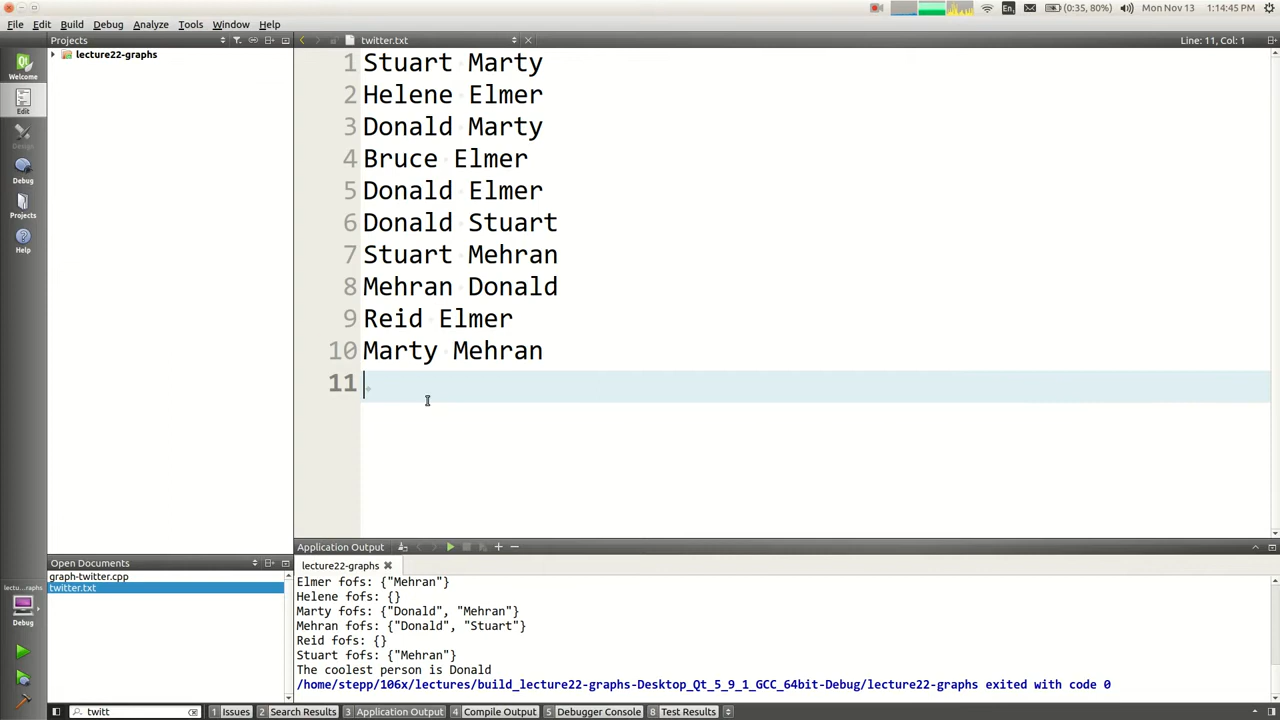 File Edit Build Debug Analyze Tools Window Help
En (0:35, 80%) Mon Nov 13 1:14:45 PM
Projects
twitter.txt
Line: 11, Col: 1
lecture22-graphs
Welcome
Edit
Design
Debug
Projects
Help
1 Stuart Marty
2 Helene Elmer
3 Donald Marty
4 Bruce Elmer
5 Donald Elmer
6 Donald Stuart
7 Stuart Mehran
8 Mehran Donald
9 Reid Elmer
10 Marty Mehran
11
Open Documents
graph-twitter.cpp
twitter.txt
lectu...raphs
Debug
Application Output
lecture22-graphs
Elmer fofs: {"Mehran"}
Helene fofs: {}
Marty fofs: {"Donald", "Mehran"}
Mehran fofs: {"Donald", "Stuart"}
Reid fofs: {}
Stuart fofs: {"Mehran"}
The coolest person is Donald
/home/stepp/106x/lectures/build_lecture22-graphs-Desktop_Qt_5_9_1_GCC_64bit-Debug/lecture22-graphs exited with code 0
twitt
1 Issues 2 Search Results 3 Application Output 4 Compile Output 5 Debugger Console 8 Test Results